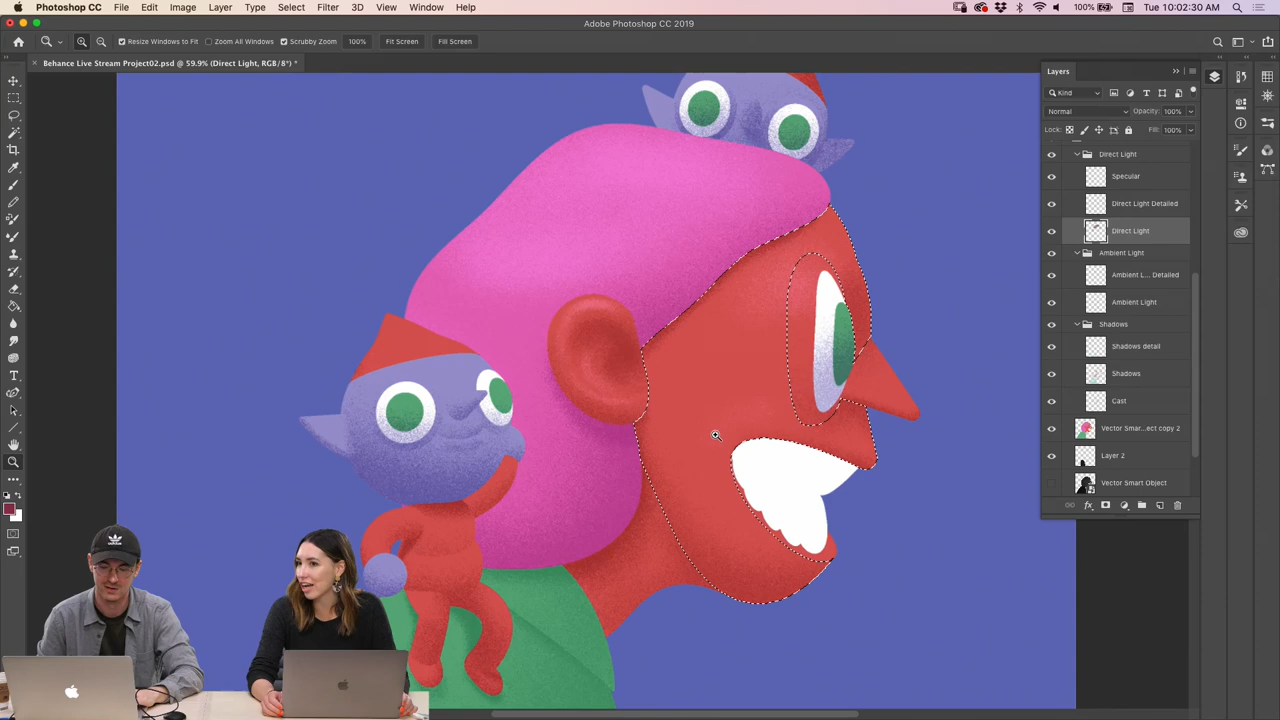 Photoshop CC File Edit Image Layer Type Select Filter 3D View Window Help 100% Tue 10:02:30 AM
Adobe Photoshop CC 2019
Resize Windows to Fit Zoom All Windows Scrubby Zoom 100% Fit Screen Fill Screen
Behance Live Stream Project02.psd @ 59.9% (Direct Light, RGB/8*) *
Layers
Kind
Normal Opacity: 100%
Lock: Fill: 100%
Direct Light
Specular
Direct Light Detailed
Direct Light
Ambient Light
Ambient L... Detailed
Ambient Light
Shadows
Shadows detail
Shadows
Cast
Vector Smar...ect copy 2
Layer 2
Vector Smart Object
fx